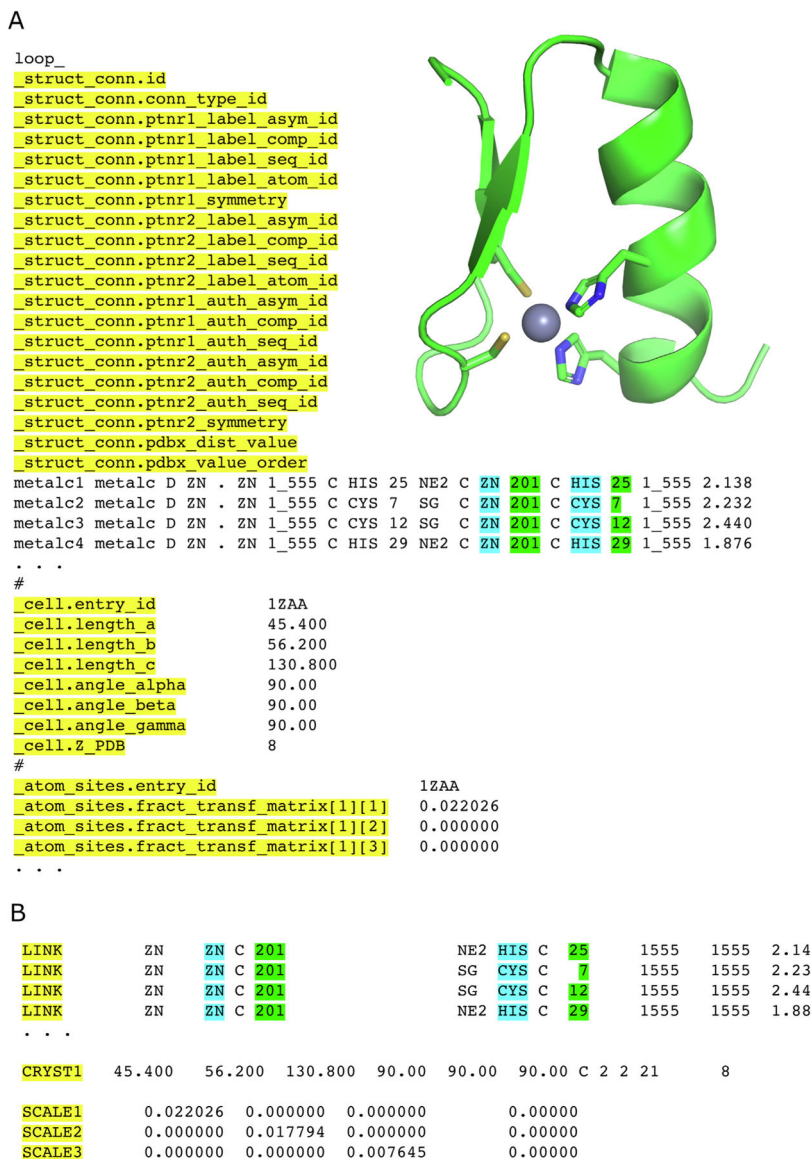 A
loop_
_struct_conn.id
_struct_conn.conn_type_id
_struct_conn.ptnr1_label_asym_id
_struct_conn.ptnr1_label_comp_id
_struct_conn.ptnr1_label_seq_id
_struct_conn.ptnr1_label_atom_id
_struct_conn.ptnr1_symmetry
_struct_conn.ptnr2_label_asym_id
_struct_conn.ptnr2_label_comp_id
_struct_conn.ptnr2_label_seq_id
_struct_conn.ptnr2_label_atom_id
_struct_conn.ptnr1_auth_asym_id
_struct_conn.ptnr1_auth_comp_id
_struct_conn.ptnr1_auth_seq_id
_struct_conn.ptnr2_auth_asym_id
_struct_conn.ptnr2_auth_comp_id
_struct_conn.ptnr2_auth_seq_id
_struct_conn.ptnr2_symmetry
_struct_conn.pdbx_dist_value
_struct_conn.pdbx_value_order
metalc1 metalc D ZN . ZN 1_555 C HIS 25 NE2 C ZN 201 C HIS 25 1_555 2.138
metalc2 metalc D ZN . ZN 1_555 C CYS 7 SG C ZN 201 C CYS 7 1_555 2.232
metalc3 metalc D ZN . ZN 1_555 C CYS 12 SG C ZN 201 C CYS 12 1_555 2.440
metalc4 metalc D ZN . ZN 1_555 C HIS 29 NE2 C ZN 201 C HIS 29 1_555 1.876
. . .
#
_cell.entry_id 1ZAA
_cell.length_a 45.400
_cell.length_b 56.200
_cell.length_c 130.800
_cell.angle_alpha 90.00
_cell.angle_beta 90.00
_cell.angle_gamma 90.00
_cell.Z_PDB 8
#
_atom_sites.entry_id 1ZAA
_atom_sites.fract_transf_matrix[1][1] 0.022026
_atom_sites.fract_transf_matrix[1][2] 0.000000
_atom_sites.fract_transf_matrix[1][3] 0.000000
. . .
B
LINK ZN ZN C 201 NE2 HIS C 25 1555 1555 2.14
LINK ZN ZN C 201 SG CYS C 7 1555 1555 2.23
LINK ZN ZN C 201 SG CYS C 12 1555 1555 2.44
LINK ZN ZN C 201 NE2 HIS C 29 1555 1555 1.88
. . .
CRYST1 45.400 56.200 130.800 90.00 90.00 90.00 C 2 2 21 8
SCALE1 0.022026 0.000000 0.000000 0.00000
SCALE2 0.000000 0.017794 0.000000 0.00000
SCALE3 0.000000 0.000000 0.007645 0.00000